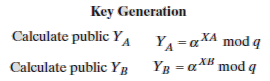 Key Generation
Calculate public Y_A Y_A = α^{XA} mod q
Calculate public Y_B Y_B = α^{XB} mod q